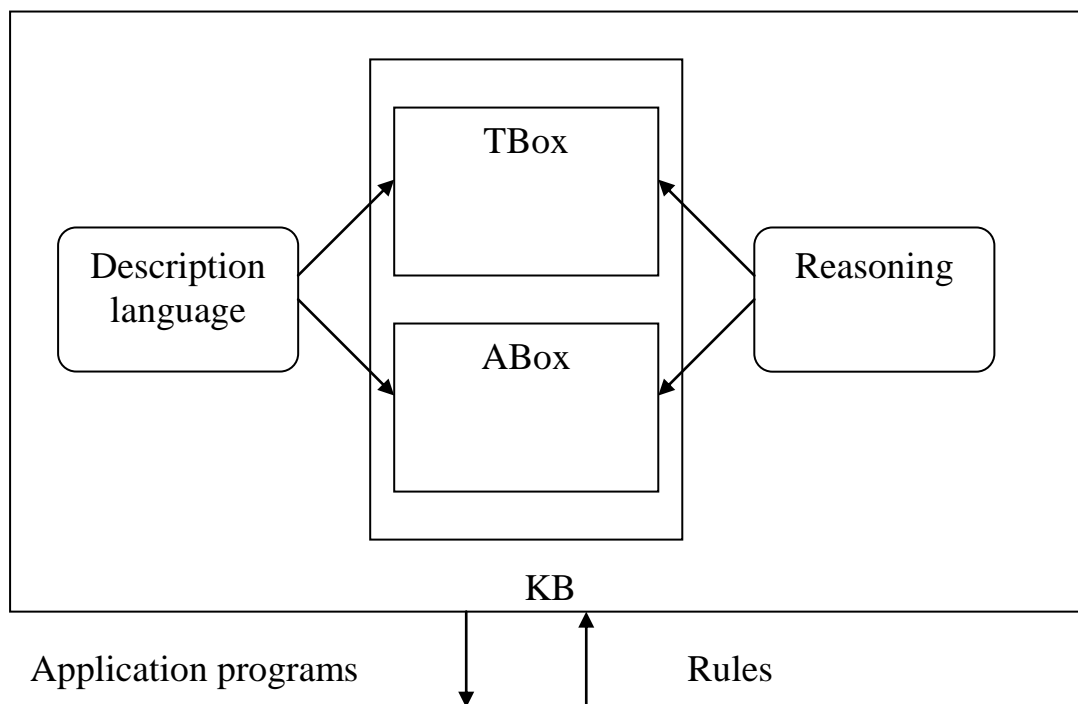 TBox
Description
language
Reasoning
ABox
KB
Application programs
Rules